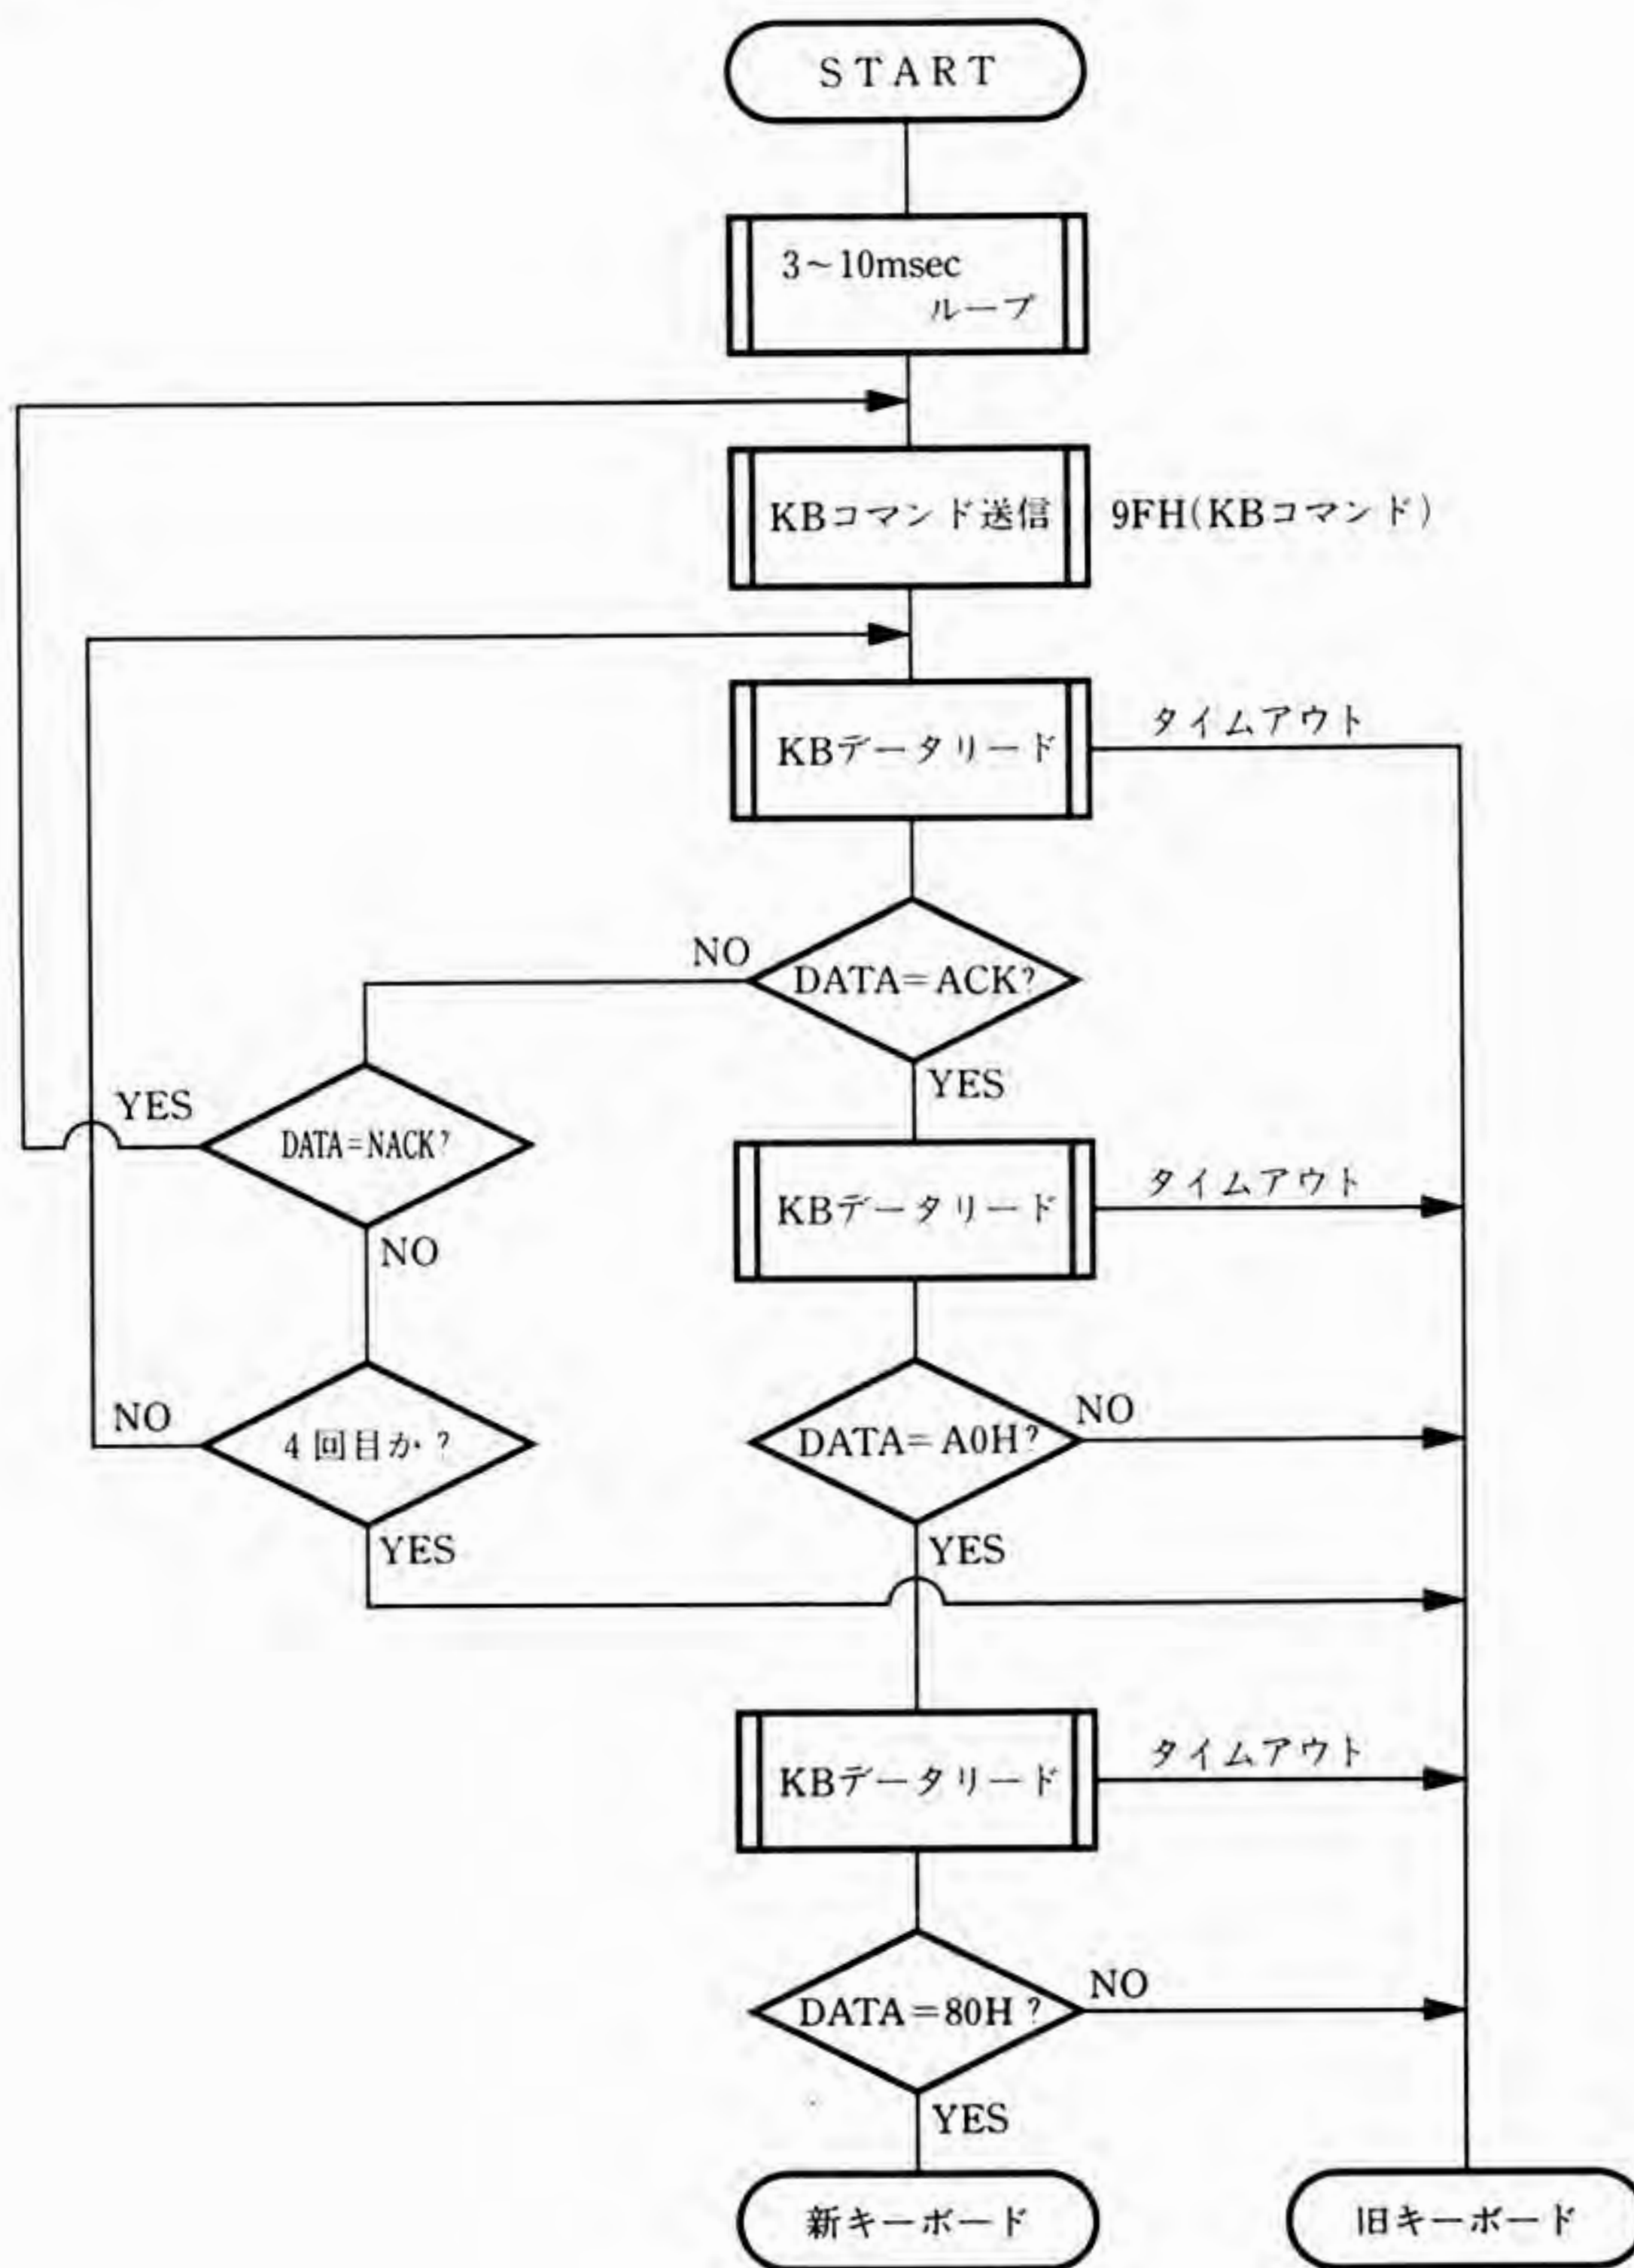 START
3~10msec
ループ
KBコマンド送信
9FH(KBコマンド)
KBデータリード
タイムアウト
DATA=ACK?
NO
YES
DATA=NACK?
YES
NO
KBデータリード
タイムアウト
4回目か?
NO
YES
DATA=A0H?
NO
YES
KBデータリード
タイムアウト
DATA=80H?
NO
YES
新キーボード
旧キーボード